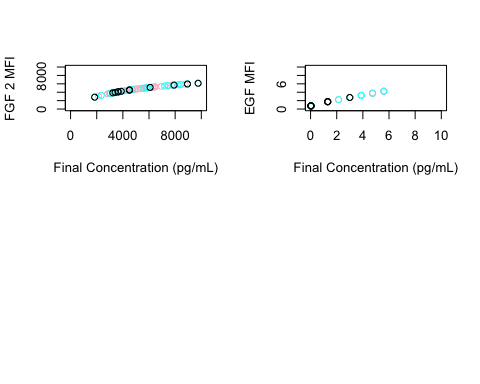 FGF 2 MFI
0 8000
0 4000 8000
Final Concentration (pg/mL)
EGF MFI
0 6
0 2 4 6 8 10
Final Concentration (pg/mL)